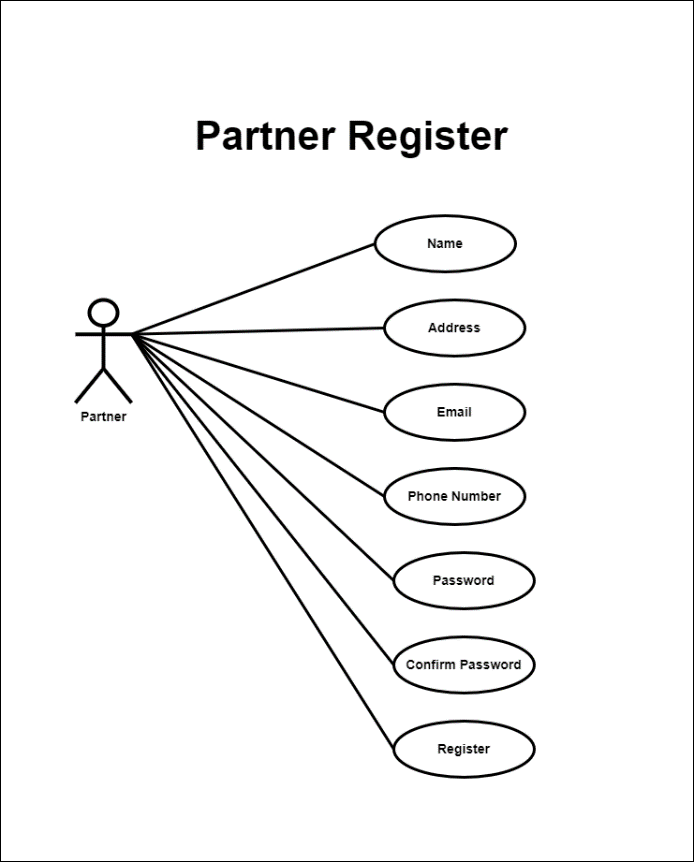 Partner Register
Name
Address
Email
Partner
Phone Number
Password
Confirm Password
Register